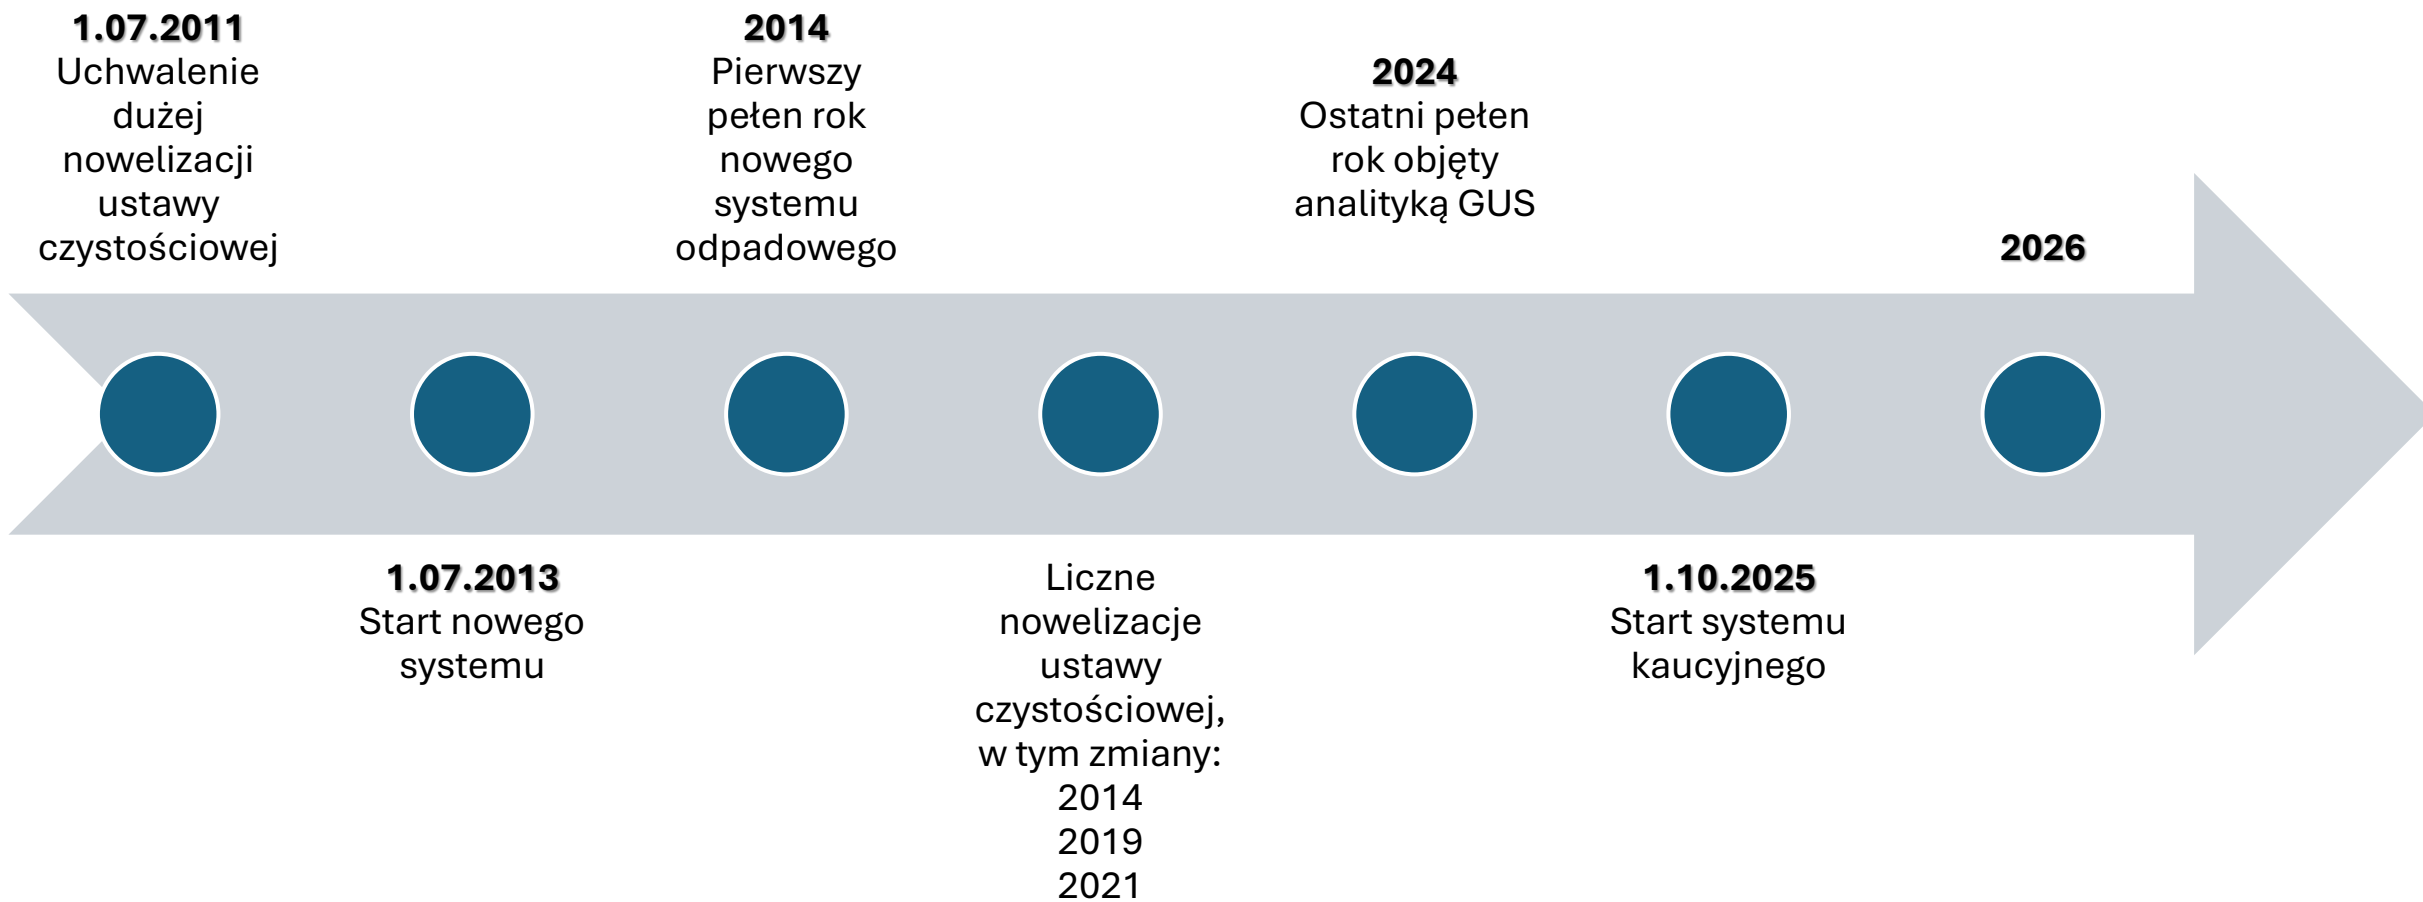 1.07.2011
Uchwalenie
dużej
nowelizacji
ustawy
czystościowej
1.07.2013
Start nowego
systemu
2014
Pierwszy
pełen rok
nowego
systemu
odpadowego
Liczne
nowelizacje
ustawy
czystościowej,
w tym zmiany:
2014
2019
2021
2024
Ostatni pełen
rok objęty
analityką GUS
1.10.2025
Start systemu
kaucyjnego
2026